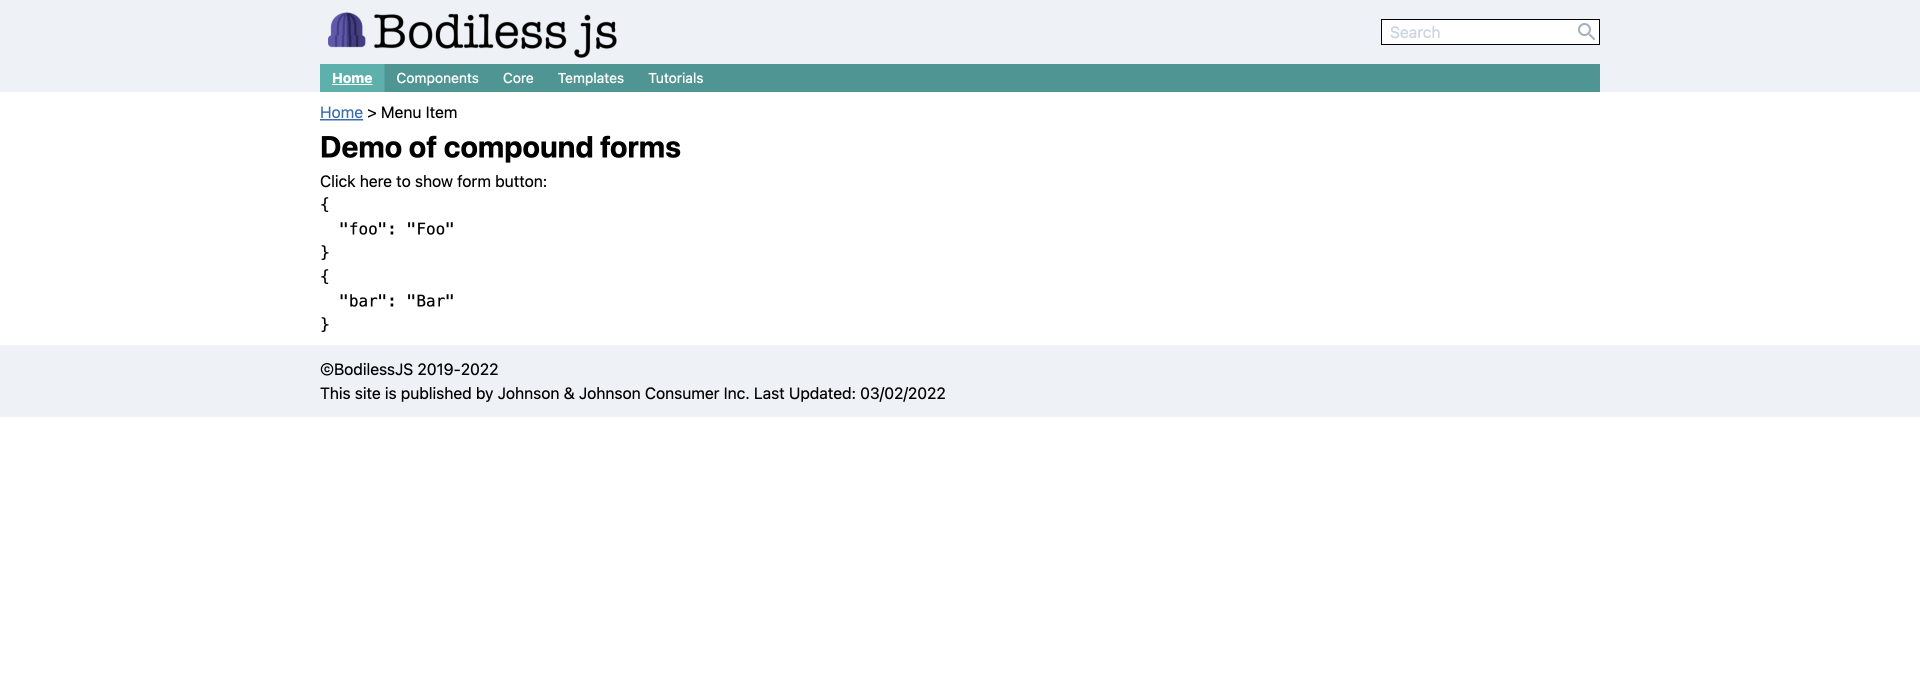 Bodiless js
Search
Home Components Core Templates Tutorials
Home > Menu Item
Demo of compound forms
Click here to show form button:
{
  "foo": "Foo"
}
{
  "bar": "Bar"
}
©BodilessJS 2019-2022
This site is published by Johnson & Johnson Consumer Inc. Last Updated: 03/02/2022